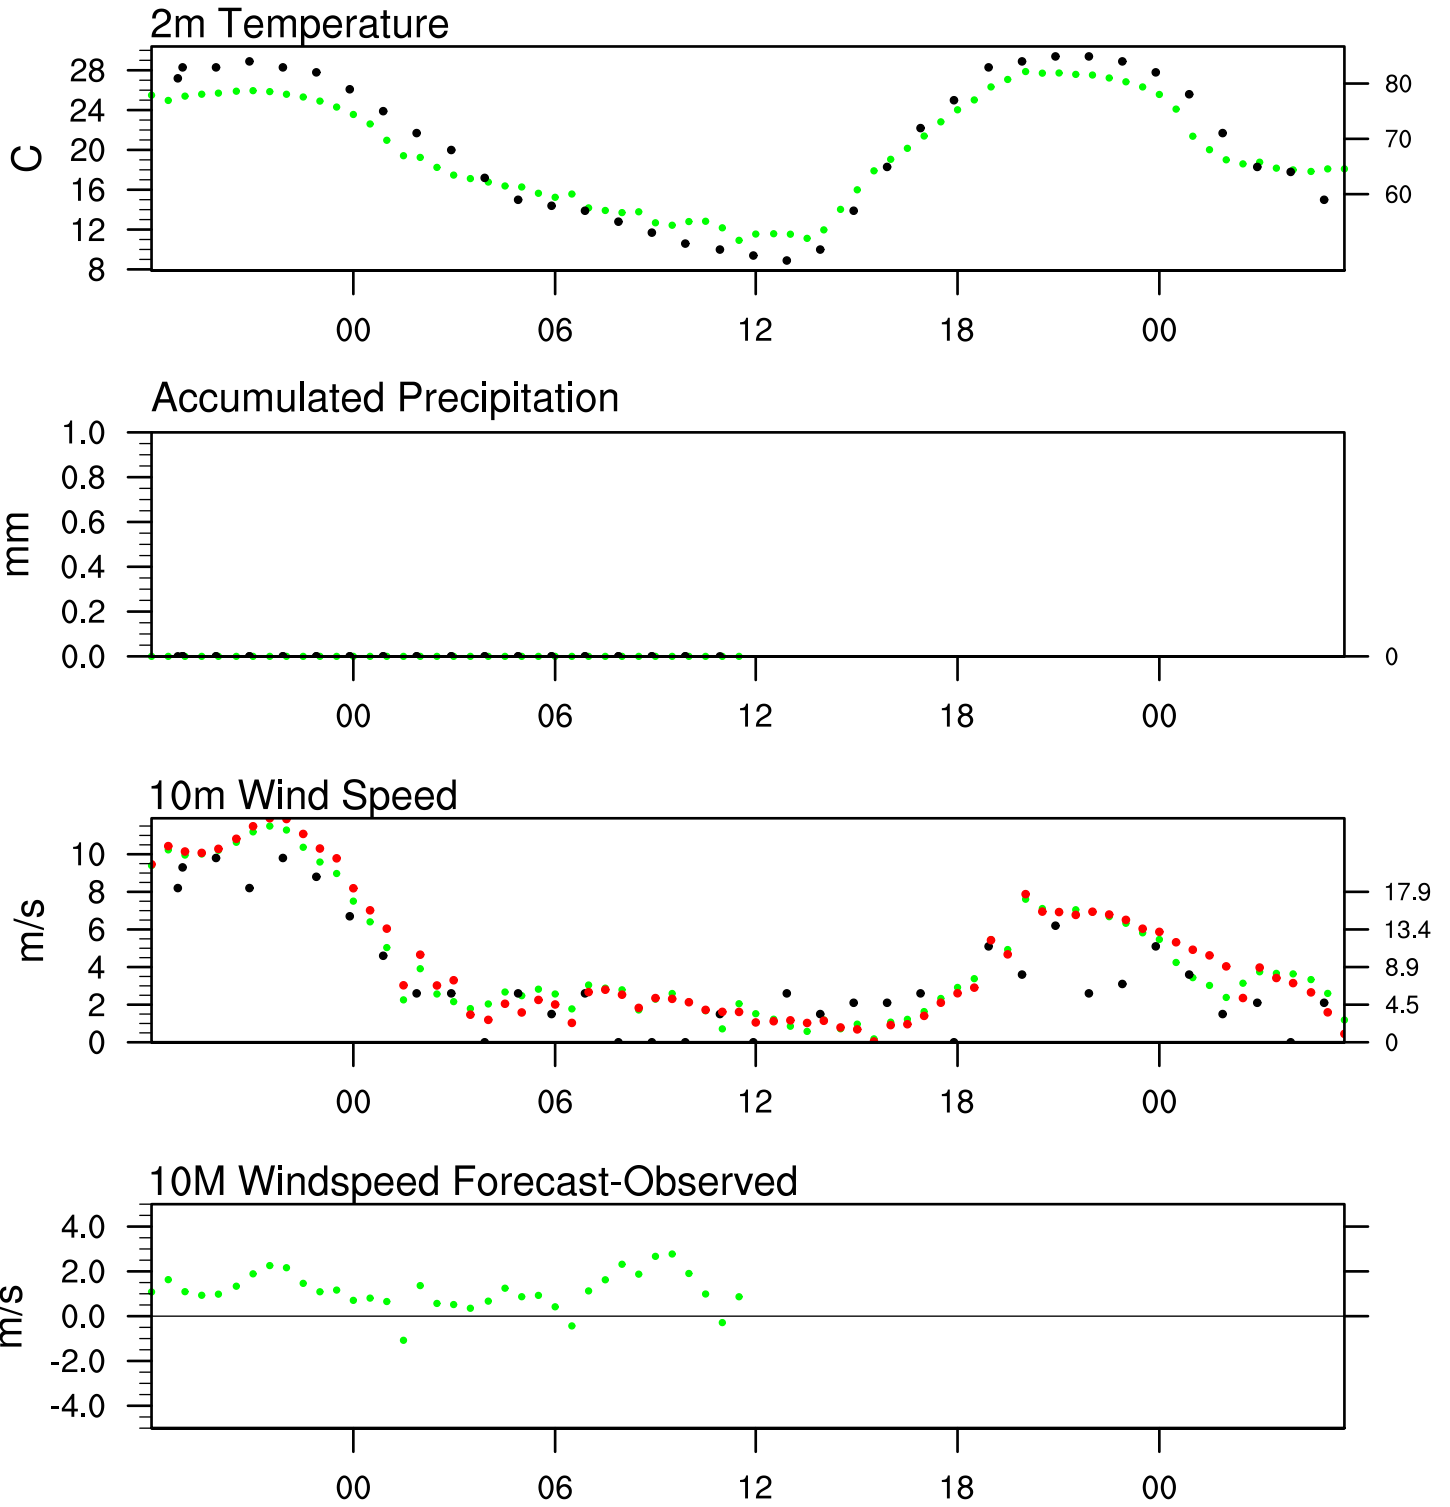 2m Temperature
28
24
20
16
12
8
C
80
70
60
00 06 12 18 00
Accumulated Precipitation
1.0
0.8
0.6
0.4
0.2
0.0
mm
0
00 06 12 18 00
10m Wind Speed
10
8
6
4
2
0
m/s
17.9
13.4
8.9
4.5
0
00 06 12 18 00
10M Windspeed Forecast-Observed
4.0
2.0
0.0
-2.0
-4.0
m/s
00 06 12 18 00